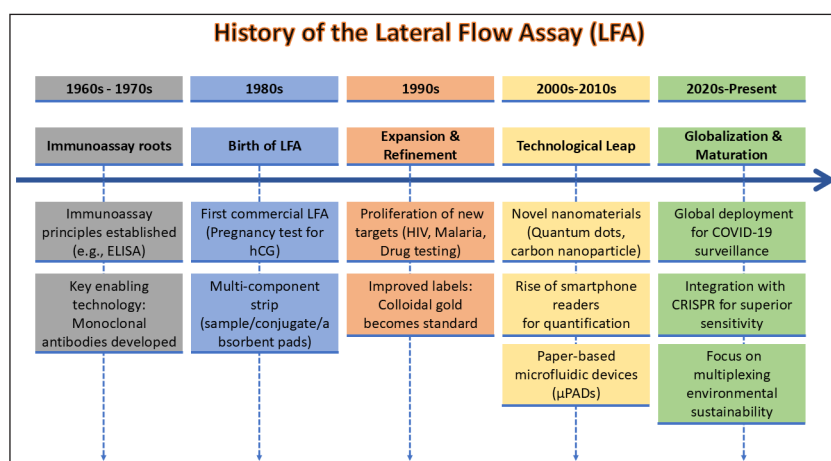 History of the Lateral Flow Assay (LFA)
1960s - 1970s
1980s
1990s
2000s-2010s
2020s-Present
Immunoassay roots
Birth of LFA
Expansion &
Refinement
Technological Leap
Globalization &
Maturation
Immunoassay
principles established
(e.g., ELISA)
First commercial LFA
(Pregnancy test for
hCG)
Proliferation of new
targets (HIV, Malaria,
Drug testing)
Novel nanomaterials
(Quantum dots,
carbon nanoparticle)
Global deployment
for COVID-19
surveillance
Key enabling
technology:
Monoclonal
antibodies developed
Multi-component
strip
(sample/conjugate/a
bsorbent pads)
Improved labels:
Colloidal gold
becomes standard
Rise of smartphone
readers
for quantification
Integration with
CRISPR for superior
sensitivity
Paper-based
microfluidic devices
(µPADs)
Focus on
multiplexing
environmental
sustainability